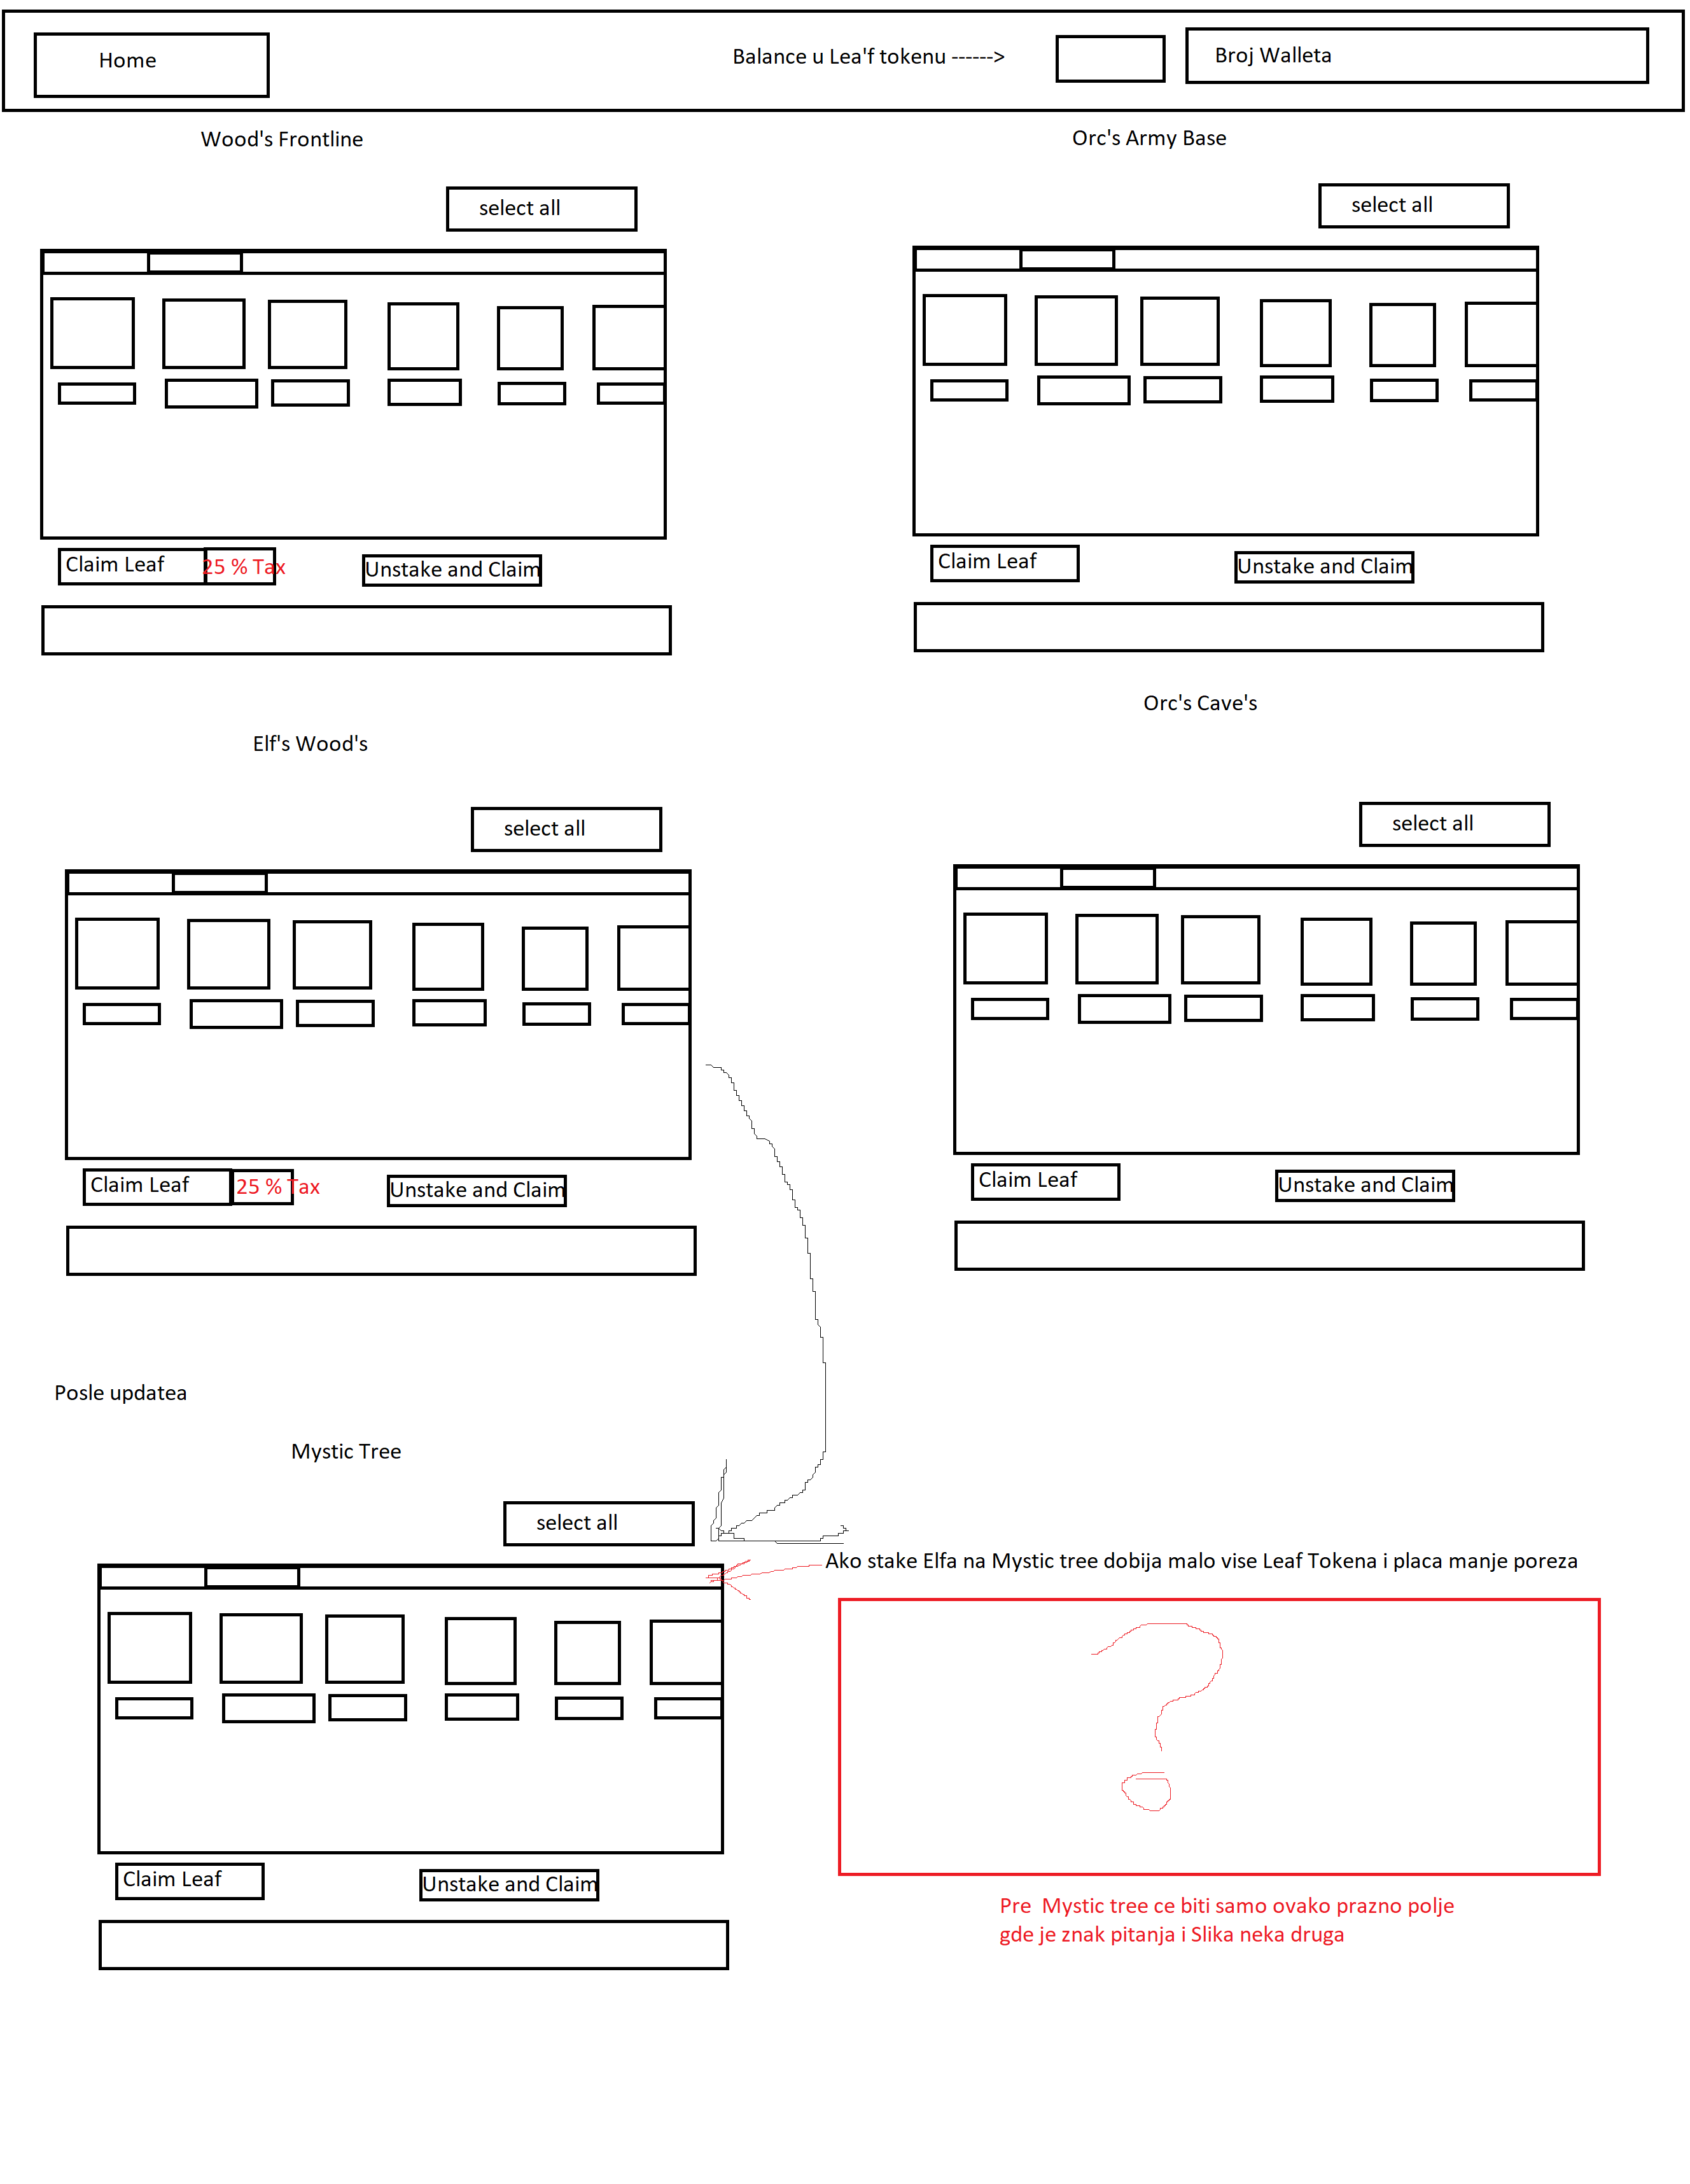 Home
Balance u Lea'f tokenu ------>
Broj Walleta
Wood's Frontline
Orc's Army Base
select all
select all
Claim Leaf
25 % Tax
Unstake and Claim
Claim Leaf
Unstake and Claim
Orc's Cave's
Elf's Wood's
select all
select all
Claim Leaf
25 % Tax
Unstake and Claim
Claim Leaf
Unstake and Claim
Posle updatea
Mystic Tree
select all
Ako stake Elfa na Mystic tree dobija malo vise Leaf Tokena i placa manje poreza
?
Claim Leaf
Unstake and Claim
Pre  Mystic tree ce biti samo ovako prazno polje
gde je znak pitanja i Slika neka druga